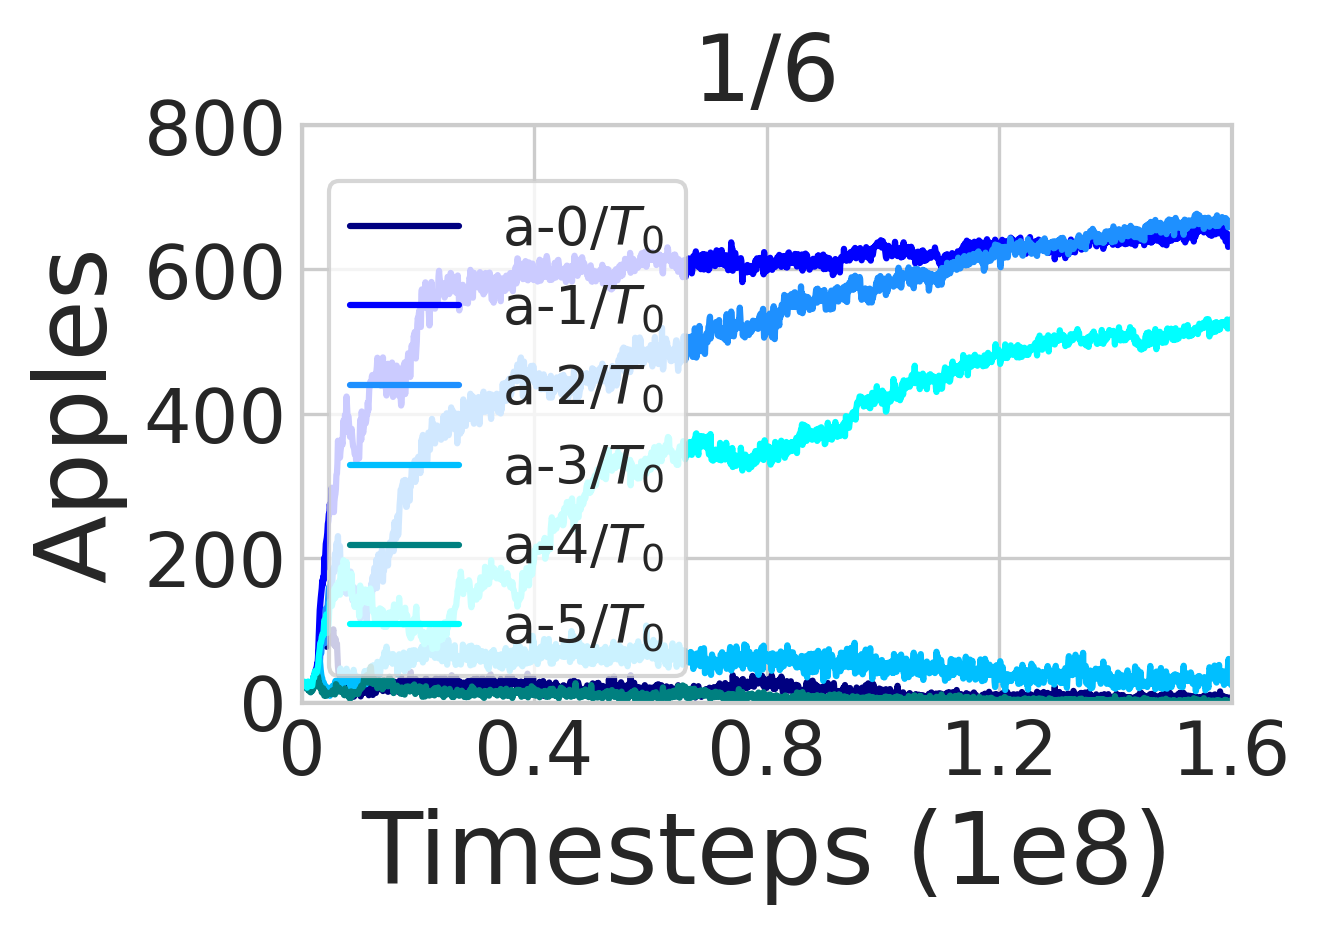 1/6
Apples
800
600
400
200
0
a-0/T₀
a-1/T₀
a-2/T₀
a-3/T₀
a-4/T₀
a-5/T₀
0 0.4 0.8 1.2 1.6
Timesteps (1e8)